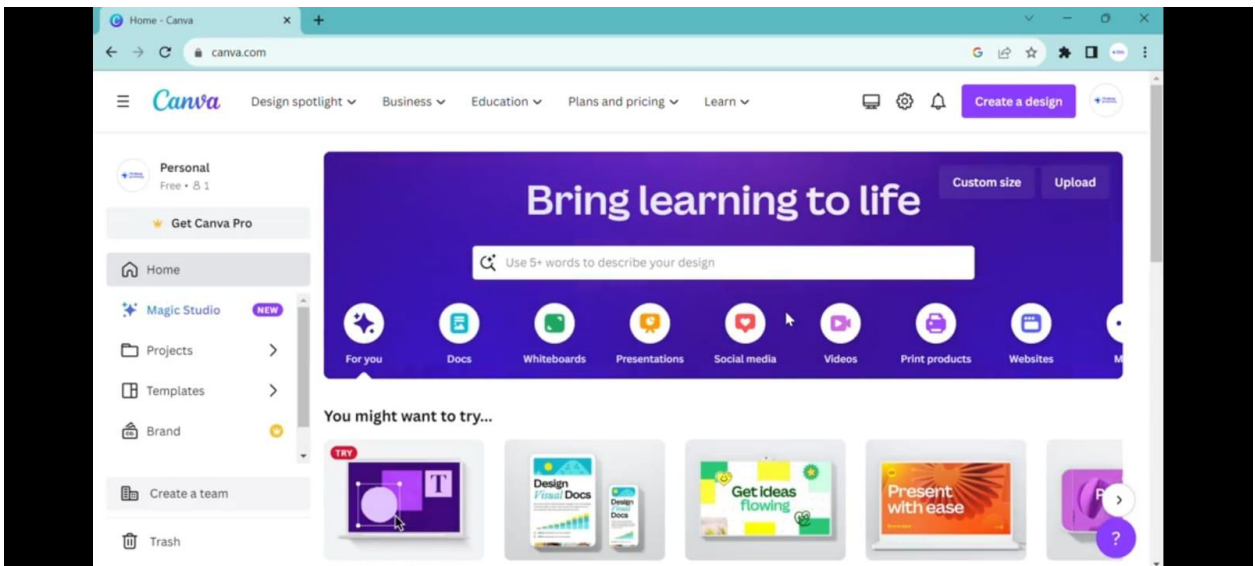 Home - Canva
canva.com
Canva
Design spotlight Business Education Plans and pricing Learn
Create a design
Personal
Free • 1
Get Canva Pro
Home
Magic Studio NEW
Projects
Templates
Brand
Create a team
Trash
Bring learning to life
Custom size Upload
Use 5+ words to describe your design
For you Docs Whiteboards Presentations Social media Videos Print products Websites M
You might want to try...
TRY
T
Design
Visual Docs
Design
Visual
Docs
Get ideas
flowing
Present
with ease
P
?